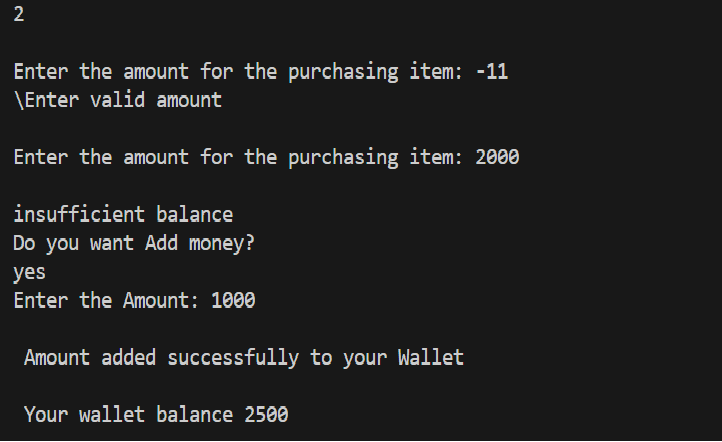 2
Enter the amount for the purchasing item: -11
\Enter valid amount
Enter the amount for the purchasing item: 2000
insufficient balance
Do you want Add money?
yes
Enter the Amount: 1000
Amount added successfully to your Wallet
Your wallet balance 2500